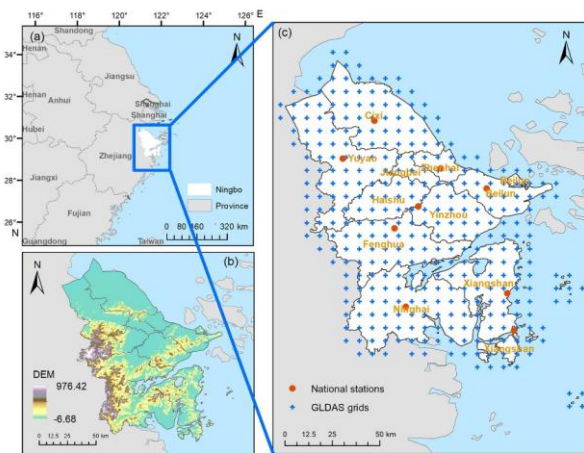 116° 118° 120° 122° 124° 126° E
(a)
N
Shandong
Henan
Jiangsu
Henan
Anhui
Shanghai
Shanghai
Hubei
Zhejiang
Jiangxi
Fujian
Guangdong
Taiwan
34°
32°
30°
28°
26°
N
Ningbo
Province
0 80 160 320 km
(b)
N
DEM
976.42
-6.68
0 12.5 25 50 km
(c)
N
Cixi
Yuyao
Jiangbei
Zhenhai
Beilun
Beilun
Haishu
Yinzhou
Fenghua
Xiangshan
Ninghai
Xiangshan
National stations
GLDAS grids
0 12.5 25 50 km